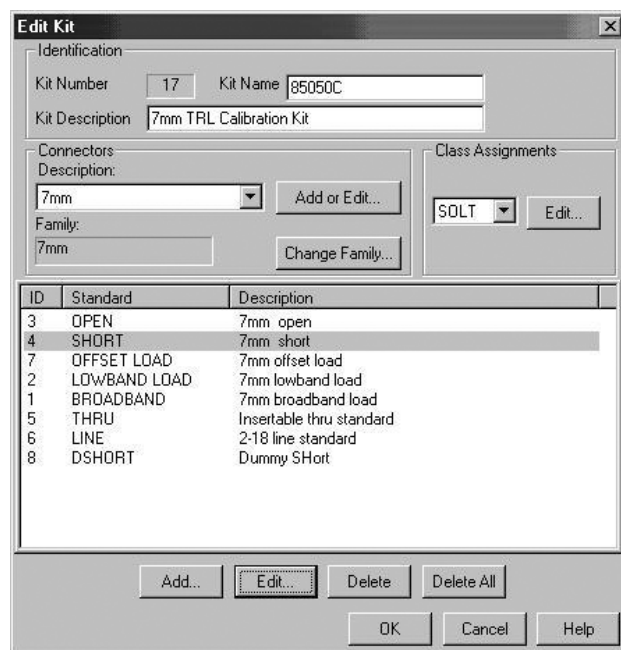 Edit Kit
Identification
Kit Number 17 Kit Name 85050C
Kit Description 7mm TRL Calibration Kit
Connectors
Description:
7mm
Add or Edit...
Family:
7mm
Change Family...
Class Assignments
SOLT Edit...
ID Standard Description
3 OPEN 7mm open
4 SHORT 7mm short
7 OFFSET LOAD 7mm offset load
2 LOWBAND LOAD 7mm lowband load
1 BROADBAND 7mm broadband load
5 THRU Insertable thru standard
6 LINE 2-18 line standard
8 DSHORT Dummy SHort
Add... Edit... Delete Delete All
OK Cancel Help